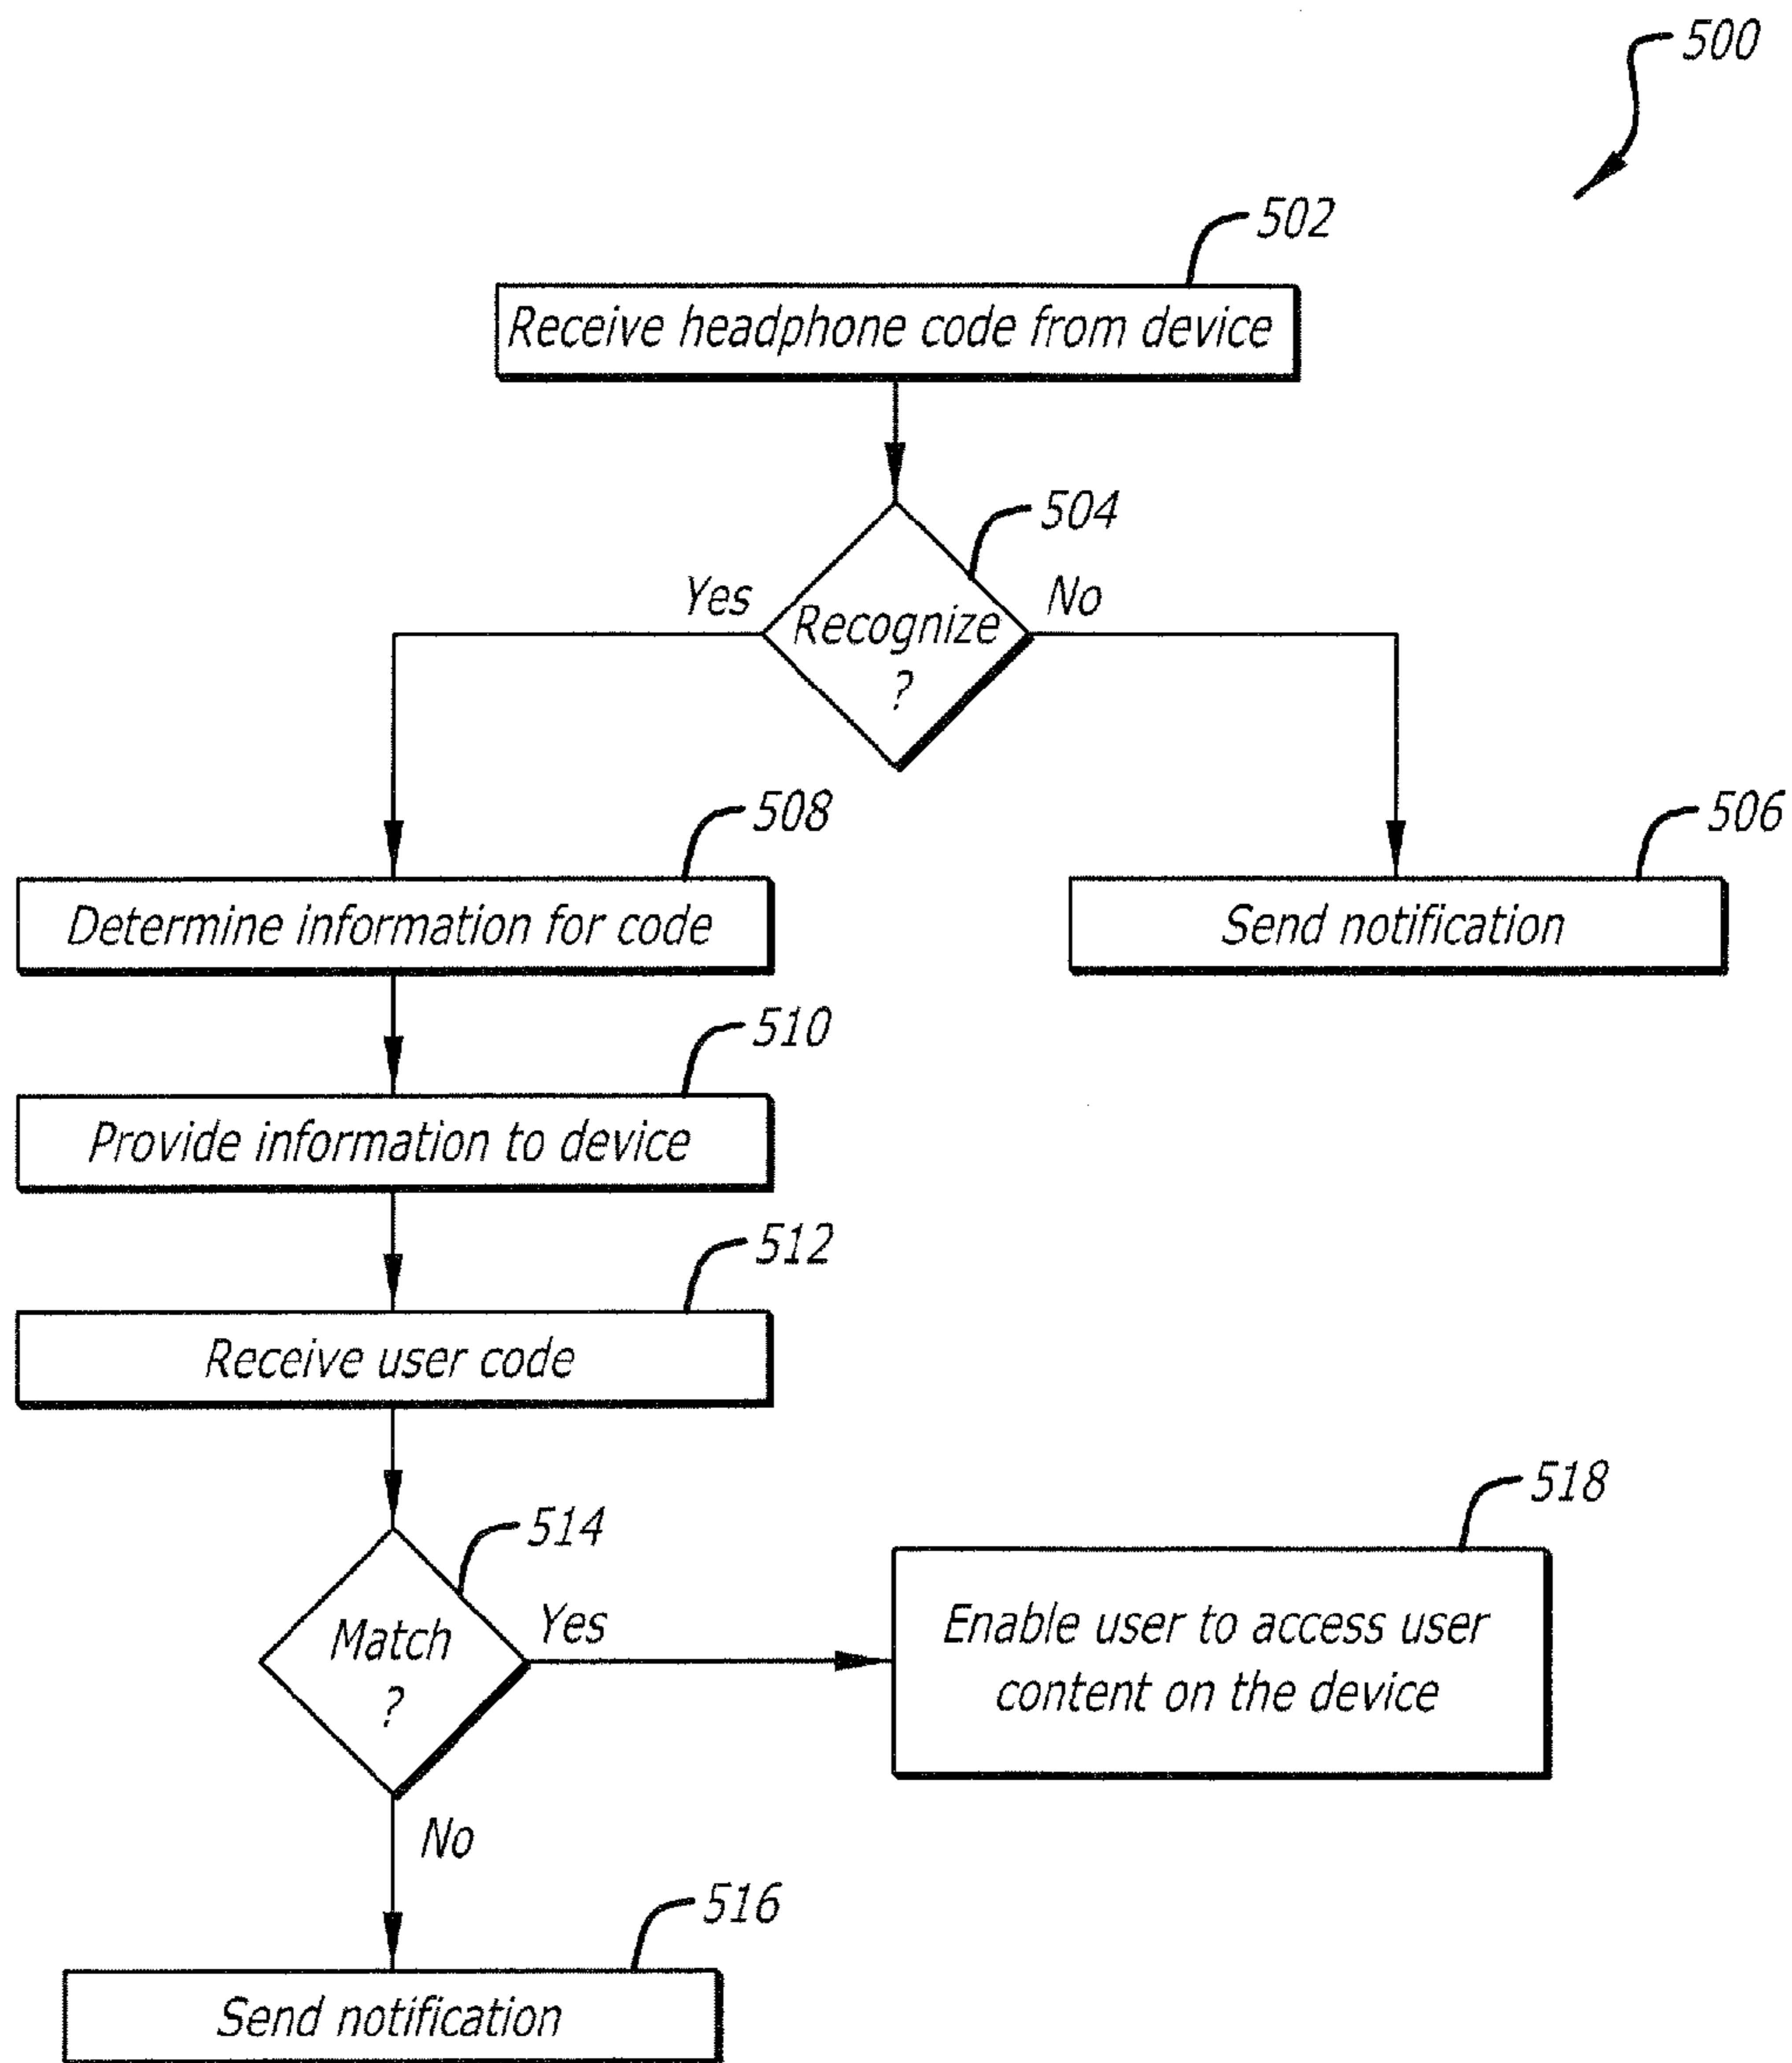 500
502
Receive headphone code from device
504
Yes
No
Recognize
?
508
506
Determine information for code
Send notification
510
Provide information to device
512
Receive user code
514
518
Match
?
Yes
Enable user to access user
content on the device
No
516
Send notification